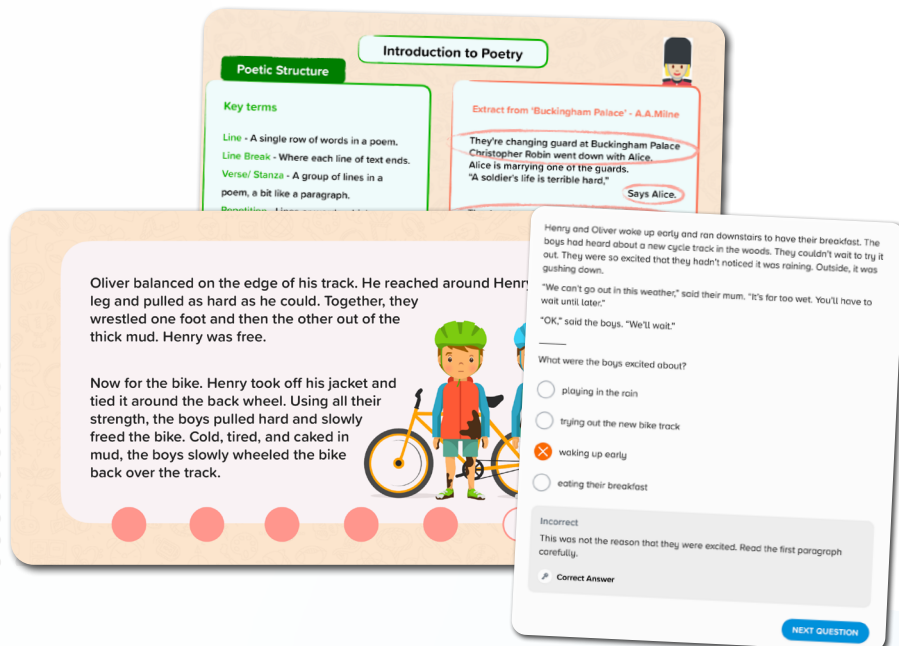 Introduction to Poetry
Poetic Structure
Key terms
Line - A single row of words in a poem.
Line Break - Where each line of text ends.
Verse/ Stanza - A group of lines in a
poem, a bit like a paragraph.
Extract from 'Buckingham Palace' - A.A.Milne
They're changing guard at Buckingham Palace
Christopher Robin went down with Alice.
Alice is marrying one of the guards.
"A soldier's life is terrible hard,"
Says Alice.
Oliver balanced on the edge of his track. He reached around Henry
leg and pulled as hard as he could. Together, they
wrestled one foot and then the other out of the
thick mud. Henry was free.
Now for the bike. Henry took off his jacket and
tied it around the back wheel. Using all their
strength, the boys pulled hard and slowly
freed the bike. Cold, tired, and caked in
mud, the boys slowly wheeled the bike
back over the track.
Henry and Oliver woke up early and ran downstairs to have their breakfast. The
boys had heard about a new cycle track in the woods. They couldn't wait to try it
out. They were so excited that they hadn't noticed it was raining. Outside, it was
gushing down.
"We can't go out in this weather," said their mum. "It's far too wet. You'll have to
wait until later."
"OK," said the boys. "We'll wait."
What were the boys excited about?
playing in the rain
trying out the new bike track
waking up early
eating their breakfast
Incorrect
This was not the reason that they were excited. Read the first paragraph
carefully.
Correct Answer
NEXT QUESTION